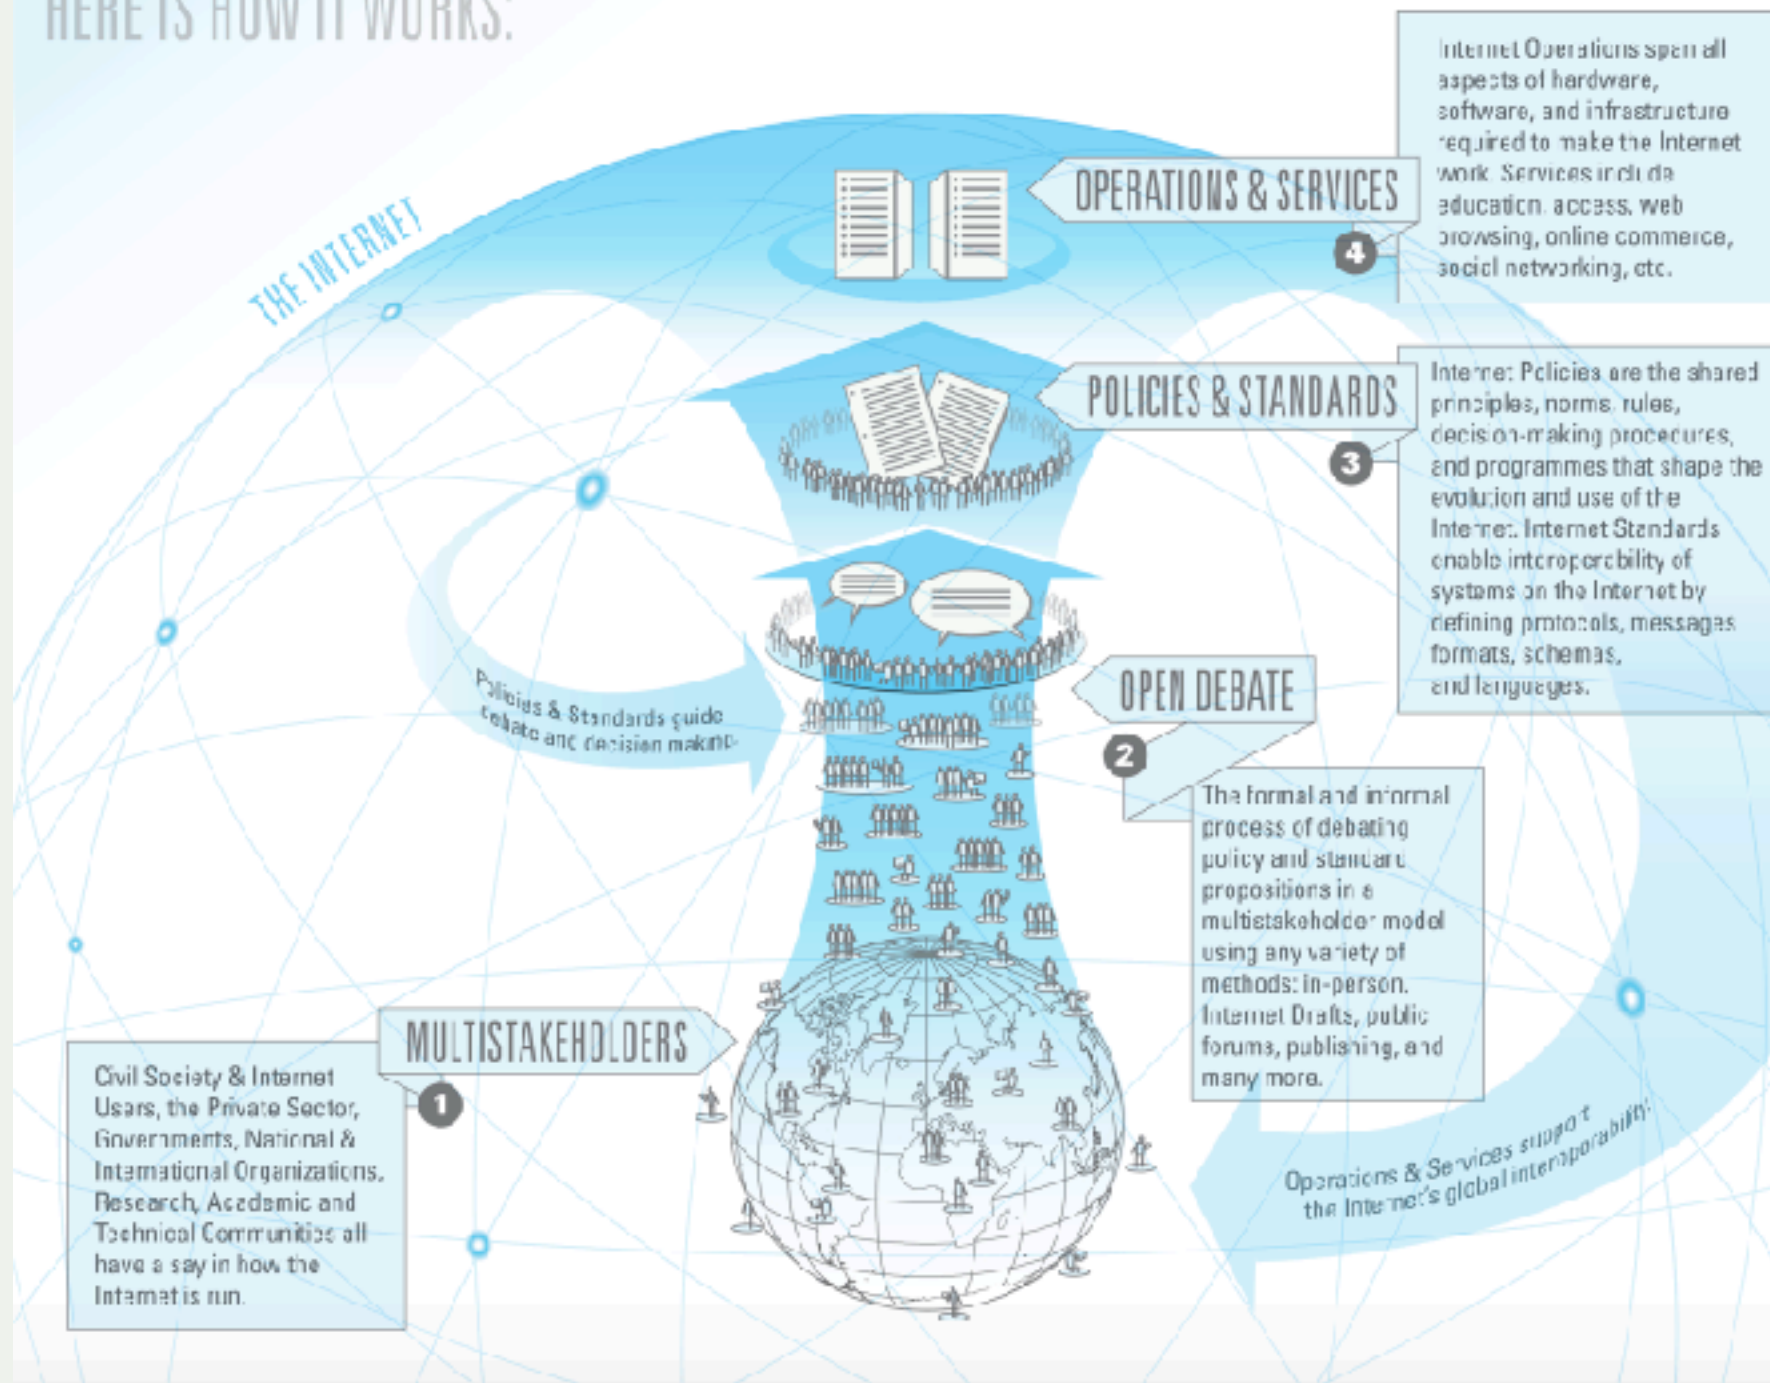 HERE IS HOW IT WORKS:
THE INTERNET
OPERATIONS & SERVICES
4
Internet Operations span all
aspects of hardware,
software, and infrastructure
required to make the Internet
work. Services include
education, access, web
browsing, online commerce,
social networking, etc.
POLICIES & STANDARDS
3
Internet Policies are the shared
principles, norms, rules,
decision-making procedures,
and programmes that shape the
evolution and use of the
Internet. Internet Standards
enable interoperability of
systems on the Internet by
defining protocols, messages
formats, schemas,
and languages.
Policies & Standards guide
debate and decision making.
OPEN DEBATE
2
The formal and informal
process of debating
policy and standard
propositions in a
multistakeholder model
using any variety of
methods: in-person,
Internet Drafts, public
forums, publishing, and
many more.
MULTISTAKEHOLDERS
1
Civil Society & Internet
Users, the Private Sector,
Governments, National &
International Organizations,
Research, Academic and
Technical Communities all
have a say in how the
Internet is run.
Operations & Services support
the Internet's global interoporability.